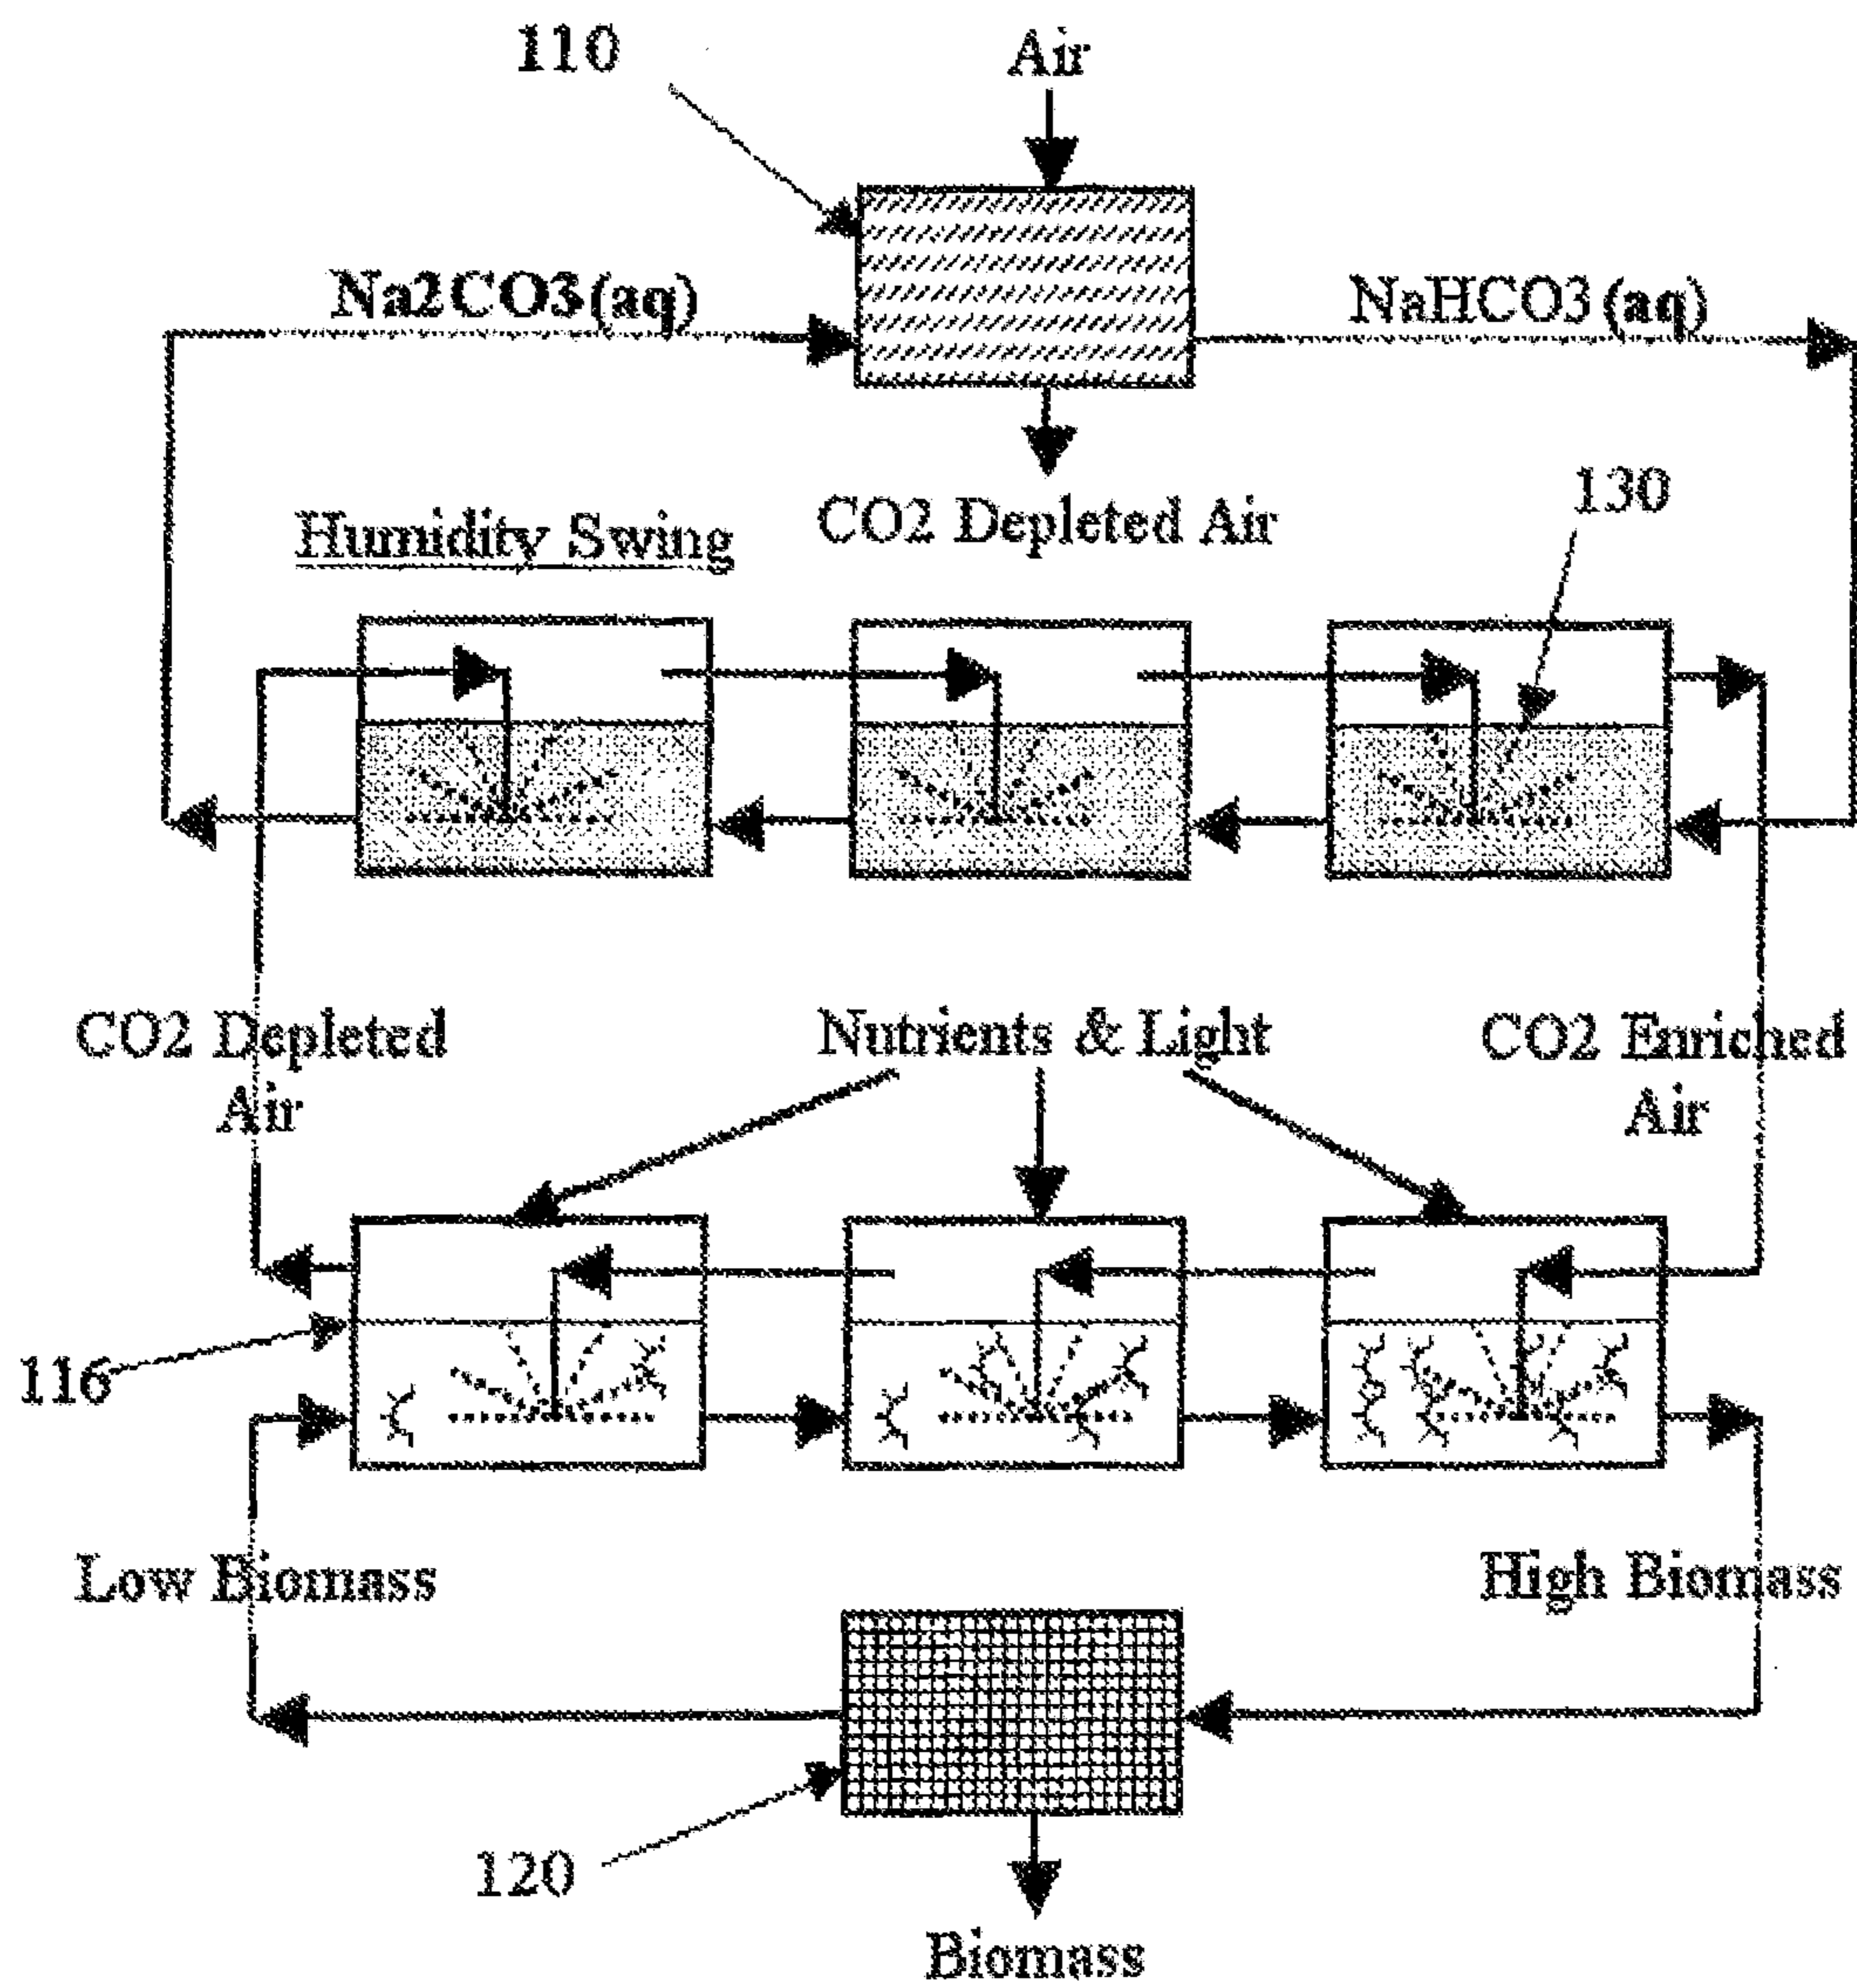 110
Air
Na2CO3(aq)
NaHCO3(aq)
130
Humidity Swing
CO2 Depleted Air
CO2 Depleted
Air
Nutrients & Light
CO2 Enriched
Air
116
Low Biomass
High Biomass
120
Biomass